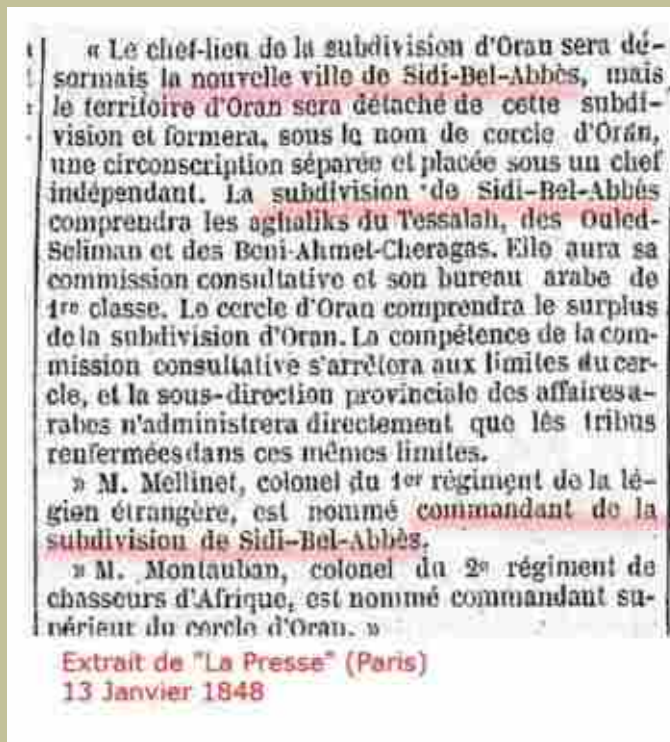 « Le chef-lieu de la subdivision d'Oran sera dé-
sormais la nouvelle ville de Sidi-Bel-Abbès, mais
le territoire d'Oran sera détaché de cette subdi-
vision et formera, sous le nom de cercle d'Oran,
une circonscription séparée et placée sous un chef
indépendant. La subdivision de Sidi-Bel-Abbès
comprendra les aghaliks du Tessalah, des Ouled-
Seliman et des Beni-Ahmet-Cheragas. Elle aura sa
commission consultative et son bureau arabe de
1re classe. Le cercle d'Oran comprendra le surplus
de la subdivision d'Oran. La compétence de la com-
mission consultative s'arrêtera aux limites du cer-
cle, et la sous-direction provinciale des affaires a-
rabes n'administrera directement que lés tribus
renfermées dans ces mêmes limites.
» M. Mellinet, colonel du 1er régiment de la lé-
gien étrangère, est nommé commandant de la
subdivision de Sidi-Bel-Abbès.
» M. Montauban, colonel du 2e régiment de
chasseurs d'Afrique, est nommé commandant su-
périeur du cercle d'Oran. »
Extrait de "La Presse" (Paris)
13 Janvier 1848